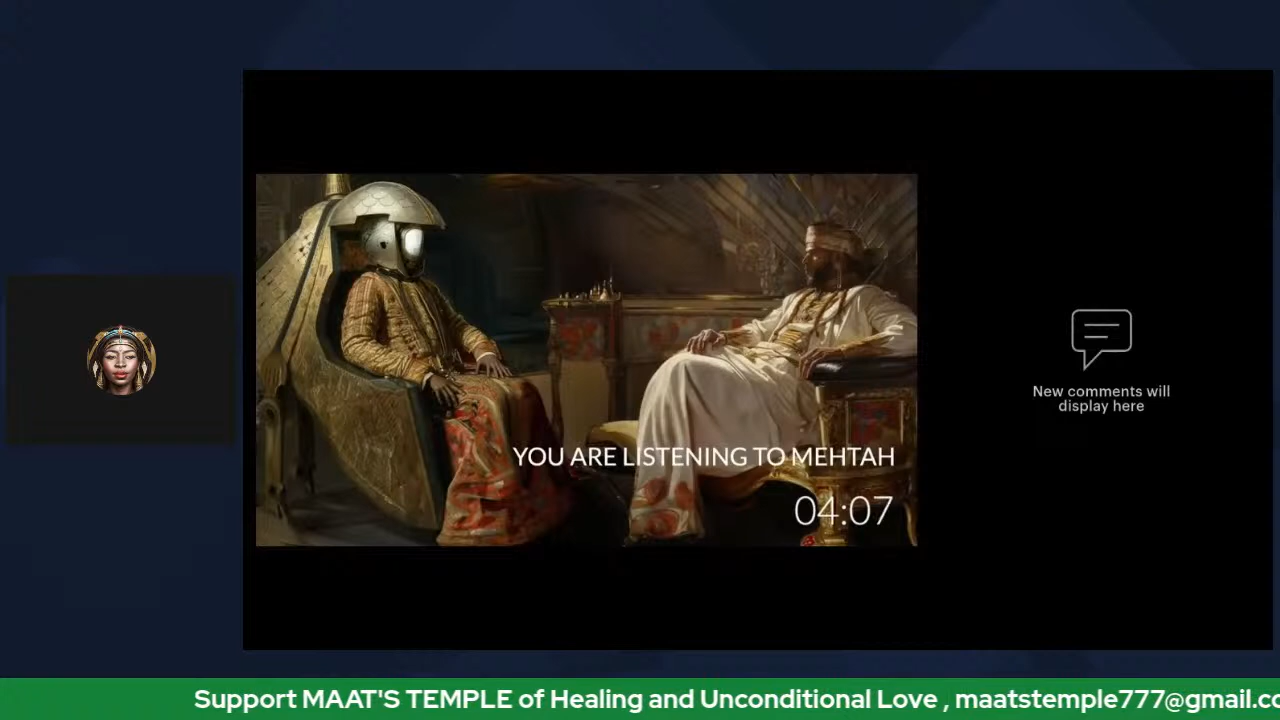 YOU ARE LISTENING TO MEHTAH
04:07
New comments will
display here
Support MAAT'S TEMPLE of Healing and Unconditional Love , maatstemple777@gmail.co